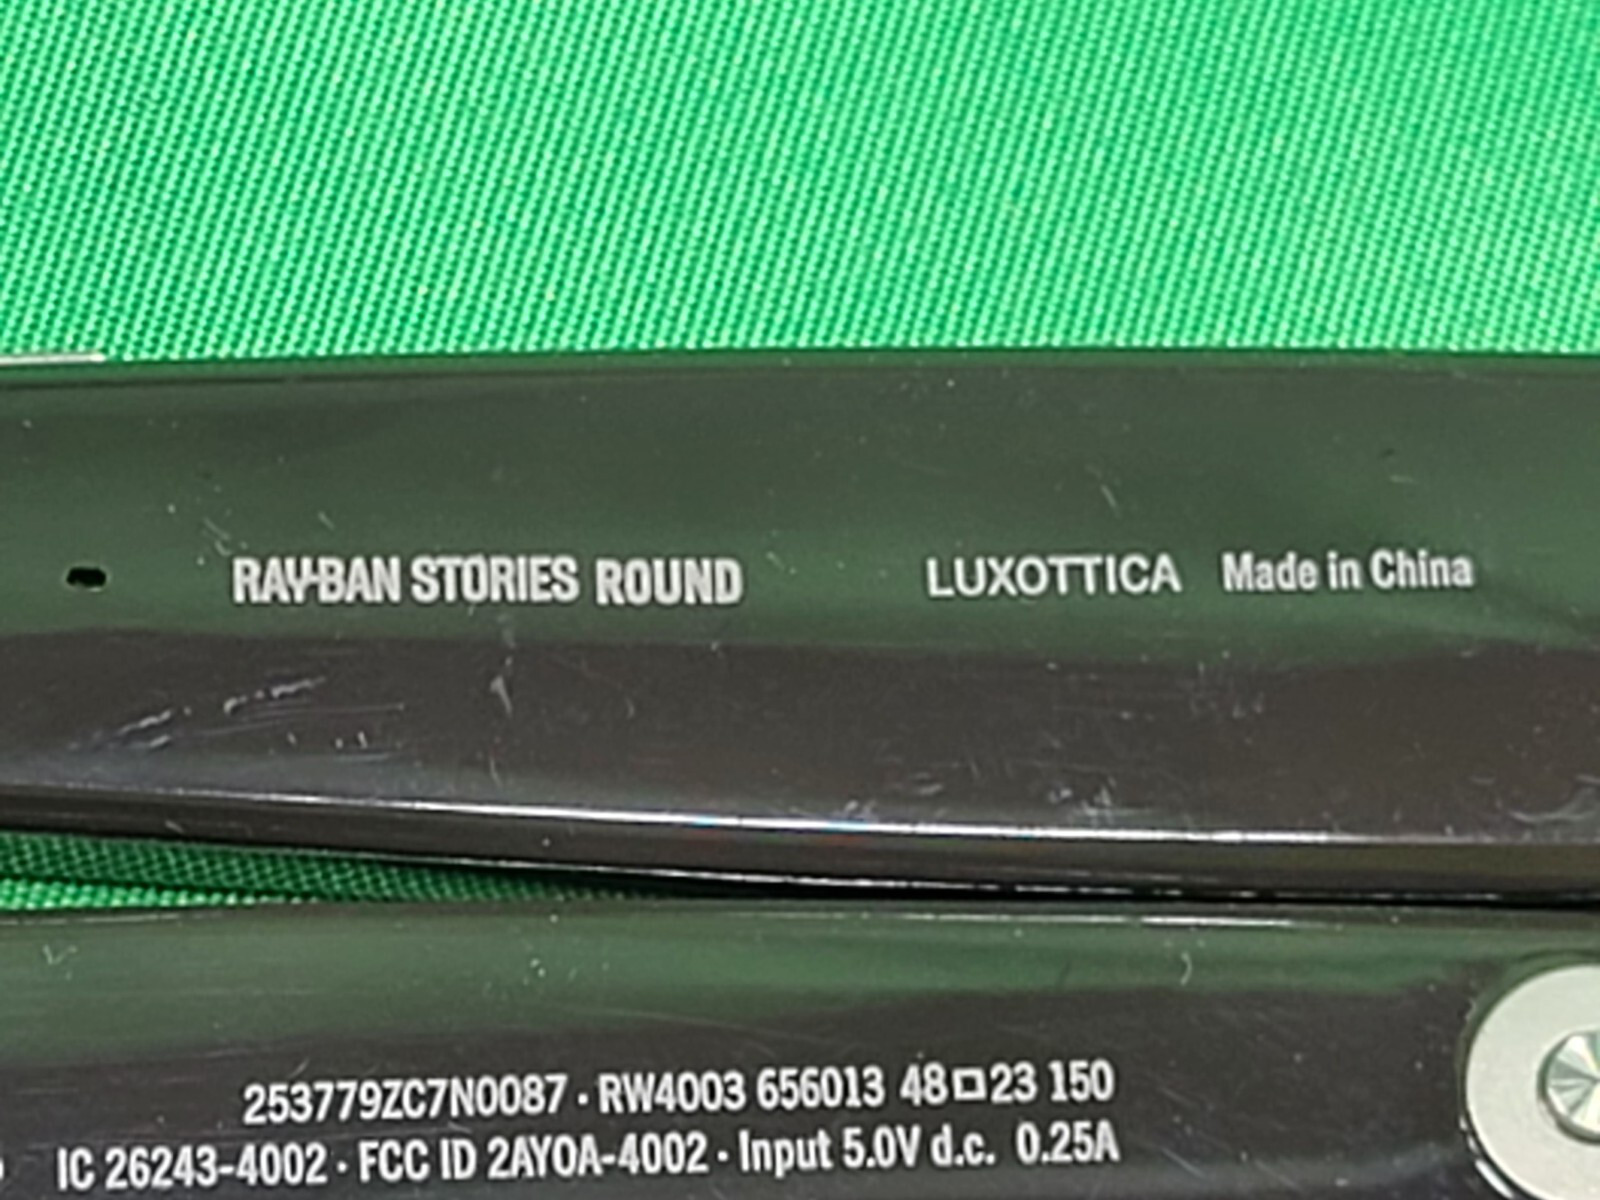 RAY-BAN STORIES ROUND LUXOTTICA Made in China
253779ZC7N0087 · RW4003 656013 48□23 150
IC 26243-4002 · FCC ID 2AYOA-4002 · Input 5.0V d.c. 0.25A